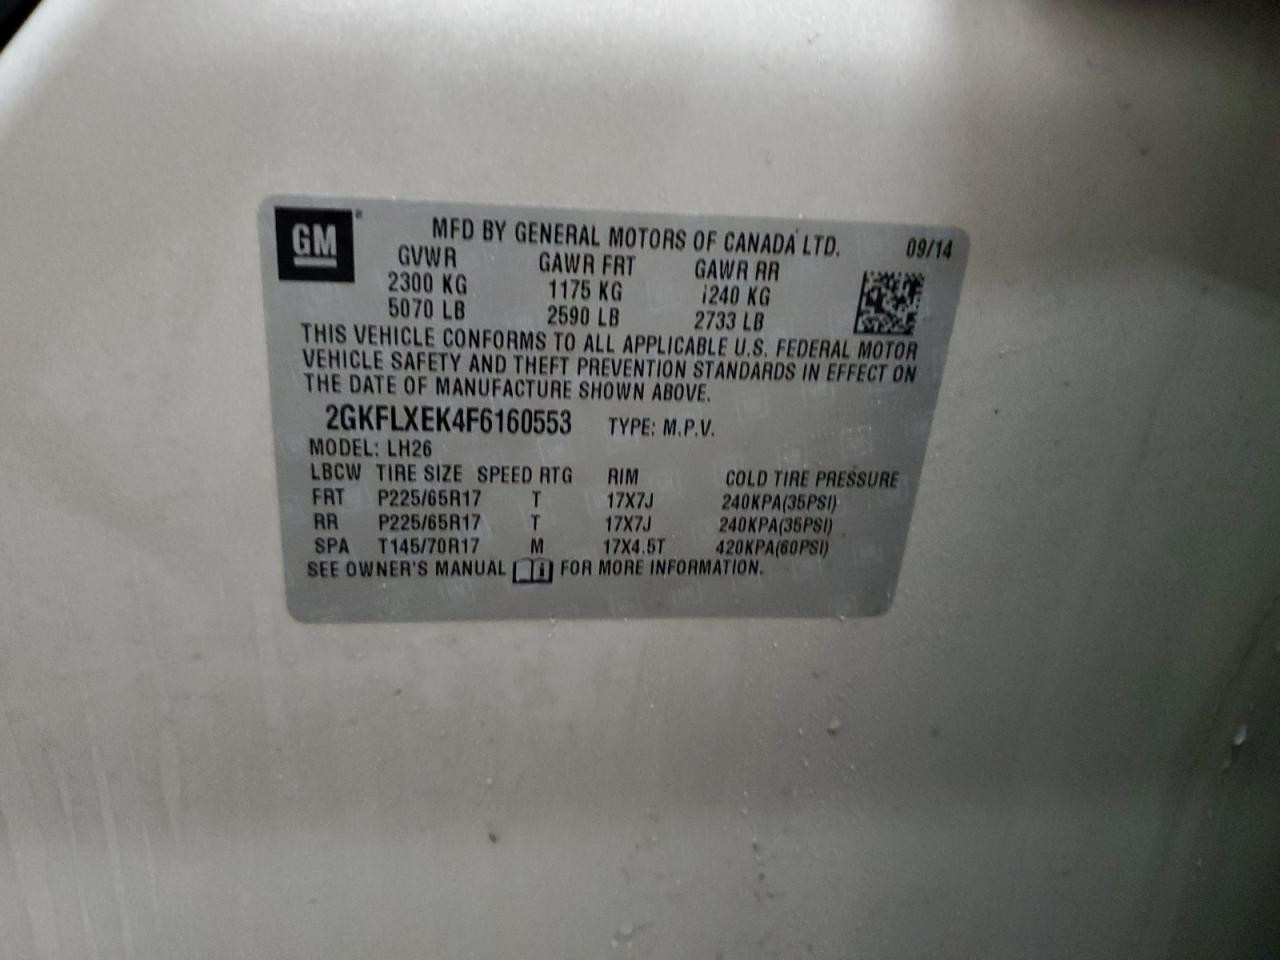 GM ®
MFD BY GENERAL MOTORS OF CANADA LTD. 09/14
GVWR GAWR FRT GAWR RR
2300 KG 1175 KG 1240 KG
5070 LB 2590 LB 2733 LB
THIS VEHICLE CONFORMS TO ALL APPLICABLE U.S. FEDERAL MOTOR
VEHICLE SAFETY AND THEFT PREVENTION STANDARDS IN EFFECT ON
THE DATE OF MANUFACTURE SHOWN ABOVE.
2GKFLXEK4F6160553 TYPE: M.P.V.
MODEL: LH26
LBCW TIRE SIZE SPEED RTG RIM COLD TIRE PRESSURE
FRT P225/65R17 T 17X7J 240KPA(35PSI)
RR P225/65R17 T 17X7J 240KPA(35PSI)
SPA T145/70R17 M 17X4.5T 420KPA(60PSI)
SEE OWNER'S MANUAL FOR MORE INFORMATION.